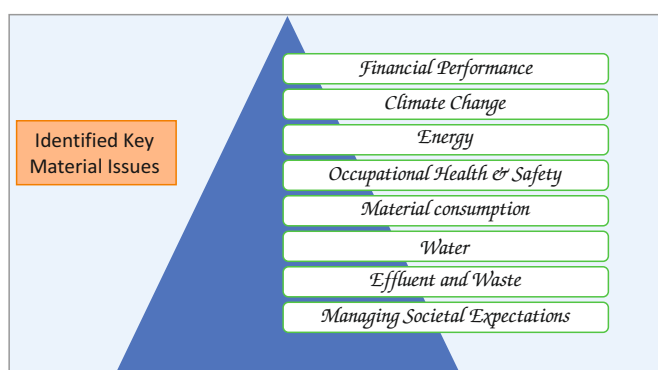 Identified Key
Material Issues
Financial Performance
Climate Change
Energy
Occupational Health & Safety
Material consumption
Water
Effluent and Waste
Managing Societal Expectations